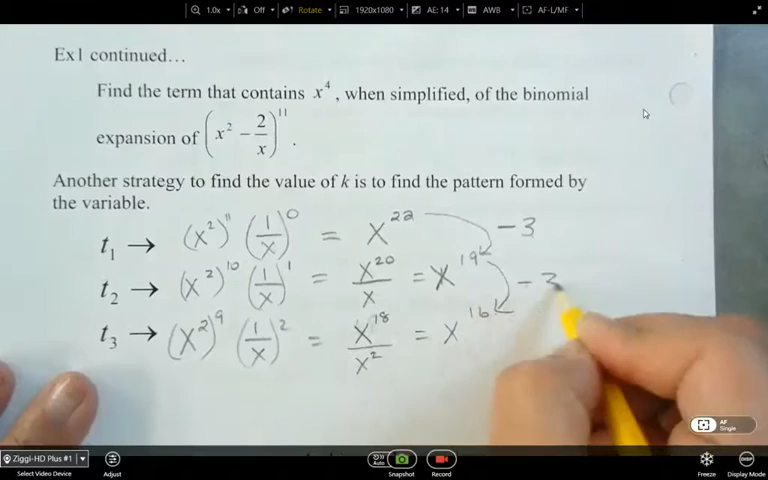 1.0x Off Rotate 1920x1080 AE: 14 AWB AF-L/MF
Ex1 continued…
Find the term that contains x⁴, when simplified, of the binomial
expansion of (x² − 2/x)¹¹.
Another strategy to find the value of k is to find the pattern formed by
the variable.
t₁ → (x²)¹¹ (1/x)⁰ = x²² −3
t₂ → (x²)¹⁰ (1/x)¹ = x²⁰/x = x¹⁹ −3
t₃ → (x²)⁹ (1/x)² = x¹⁸/x² = x¹⁶
AF
Single
Ziggi-HD Plus #1
Select Video Device
Adjust
Auto
Snapshot
Record
Freeze
DISP
Display Mode